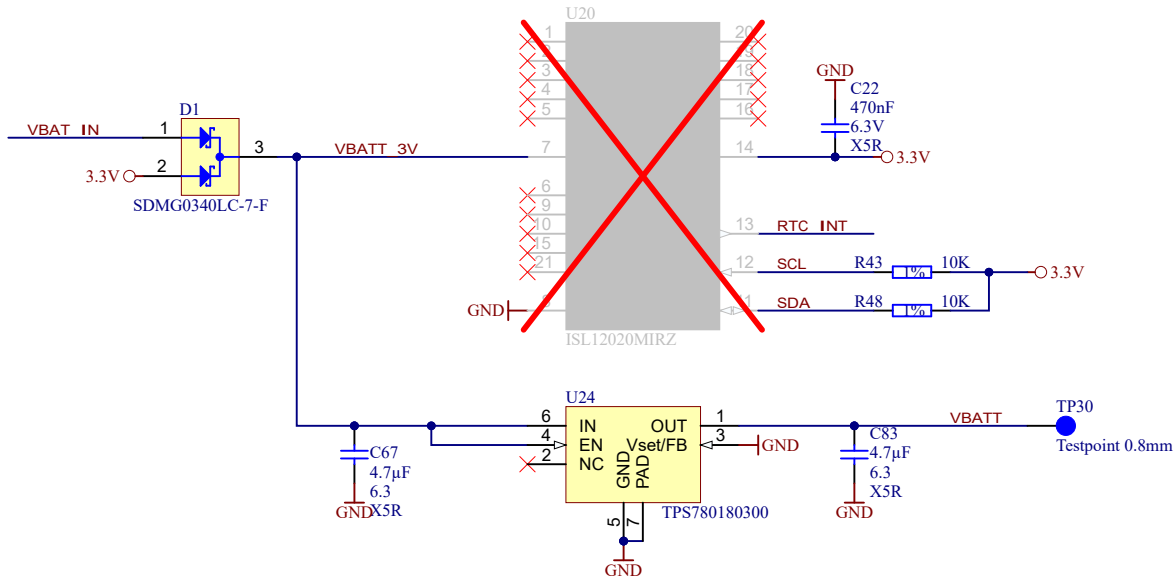 U20
1
20
2
19
3
18
4
17
5
16
GND
C22
470nF
6.3V
X5R
D1
VBAT_IN
1
2
3
3.3V
SDMG0340LC-7-F
VBATT_3V
7
14
3.3V
6
9
10
15
21
13
RTC_INT
12
SCL
R43
1%
10K
3.3V
GND
SDA
R48
1%
10K
ISL12020MIRZ
U24
6
IN
OUT
1
VBATT
TP30
Testpoint 0.8mm
4
EN
Vset/FB
3
GND
2
NC
GND
PAD
5
7
TPS780180300
GND
C67
4.7µF
6.3
X5R
GND
C83
4.7µF
6.3
X5R
GND